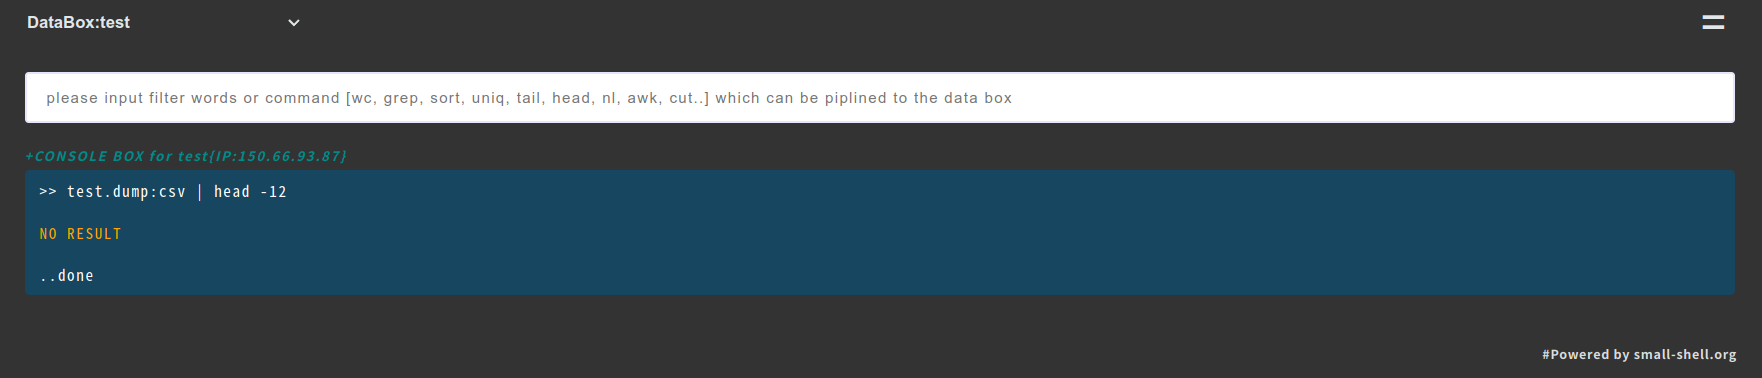 DataBox:test
please input filter words or command [wc, grep, sort, uniq, tail, head, nl, awk, cut..] which can be piplined to the data box
+CONSOLE BOX for test{IP:150.66.93.87}
>> test.dump:csv | head -12
NO RESULT
..done
#Powered by small-shell.org